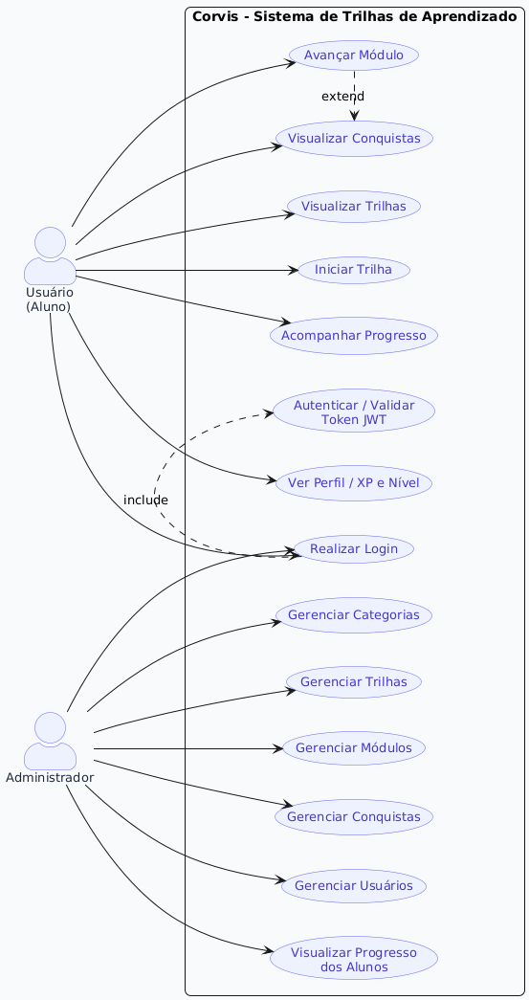 Corvis - Sistema de Trilhas de Aprendizado
Avançar Módulo
extend
Visualizar Conquistas
Visualizar Trilhas
Iniciar Trilha
Usuário
(Aluno)
Acompanhar Progresso
Autenticar / Validar
Token JWT
Ver Perfil / XP e Nível
include
Realizar Login
Gerenciar Categorias
Gerenciar Trilhas
Gerenciar Módulos
Administrador
Gerenciar Conquistas
Gerenciar Usuários
Visualizar Progresso
dos Alunos